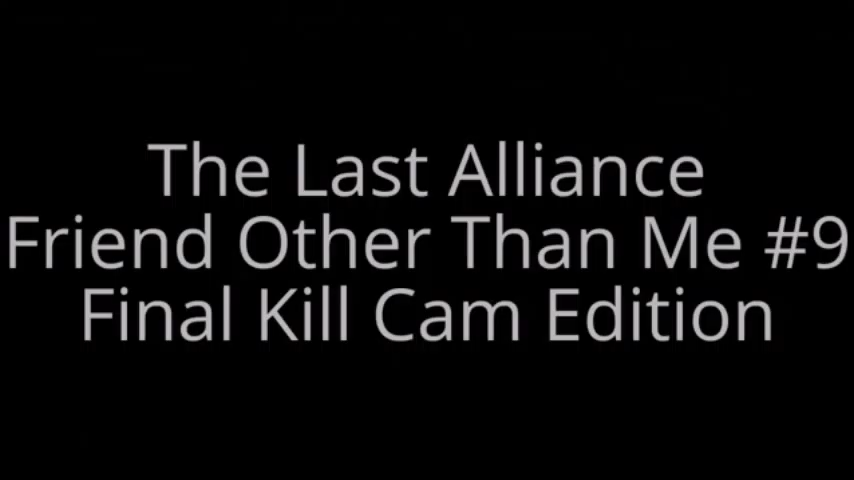 The Last Alliance
Friend Other Than Me #9
Final Kill Cam Edition